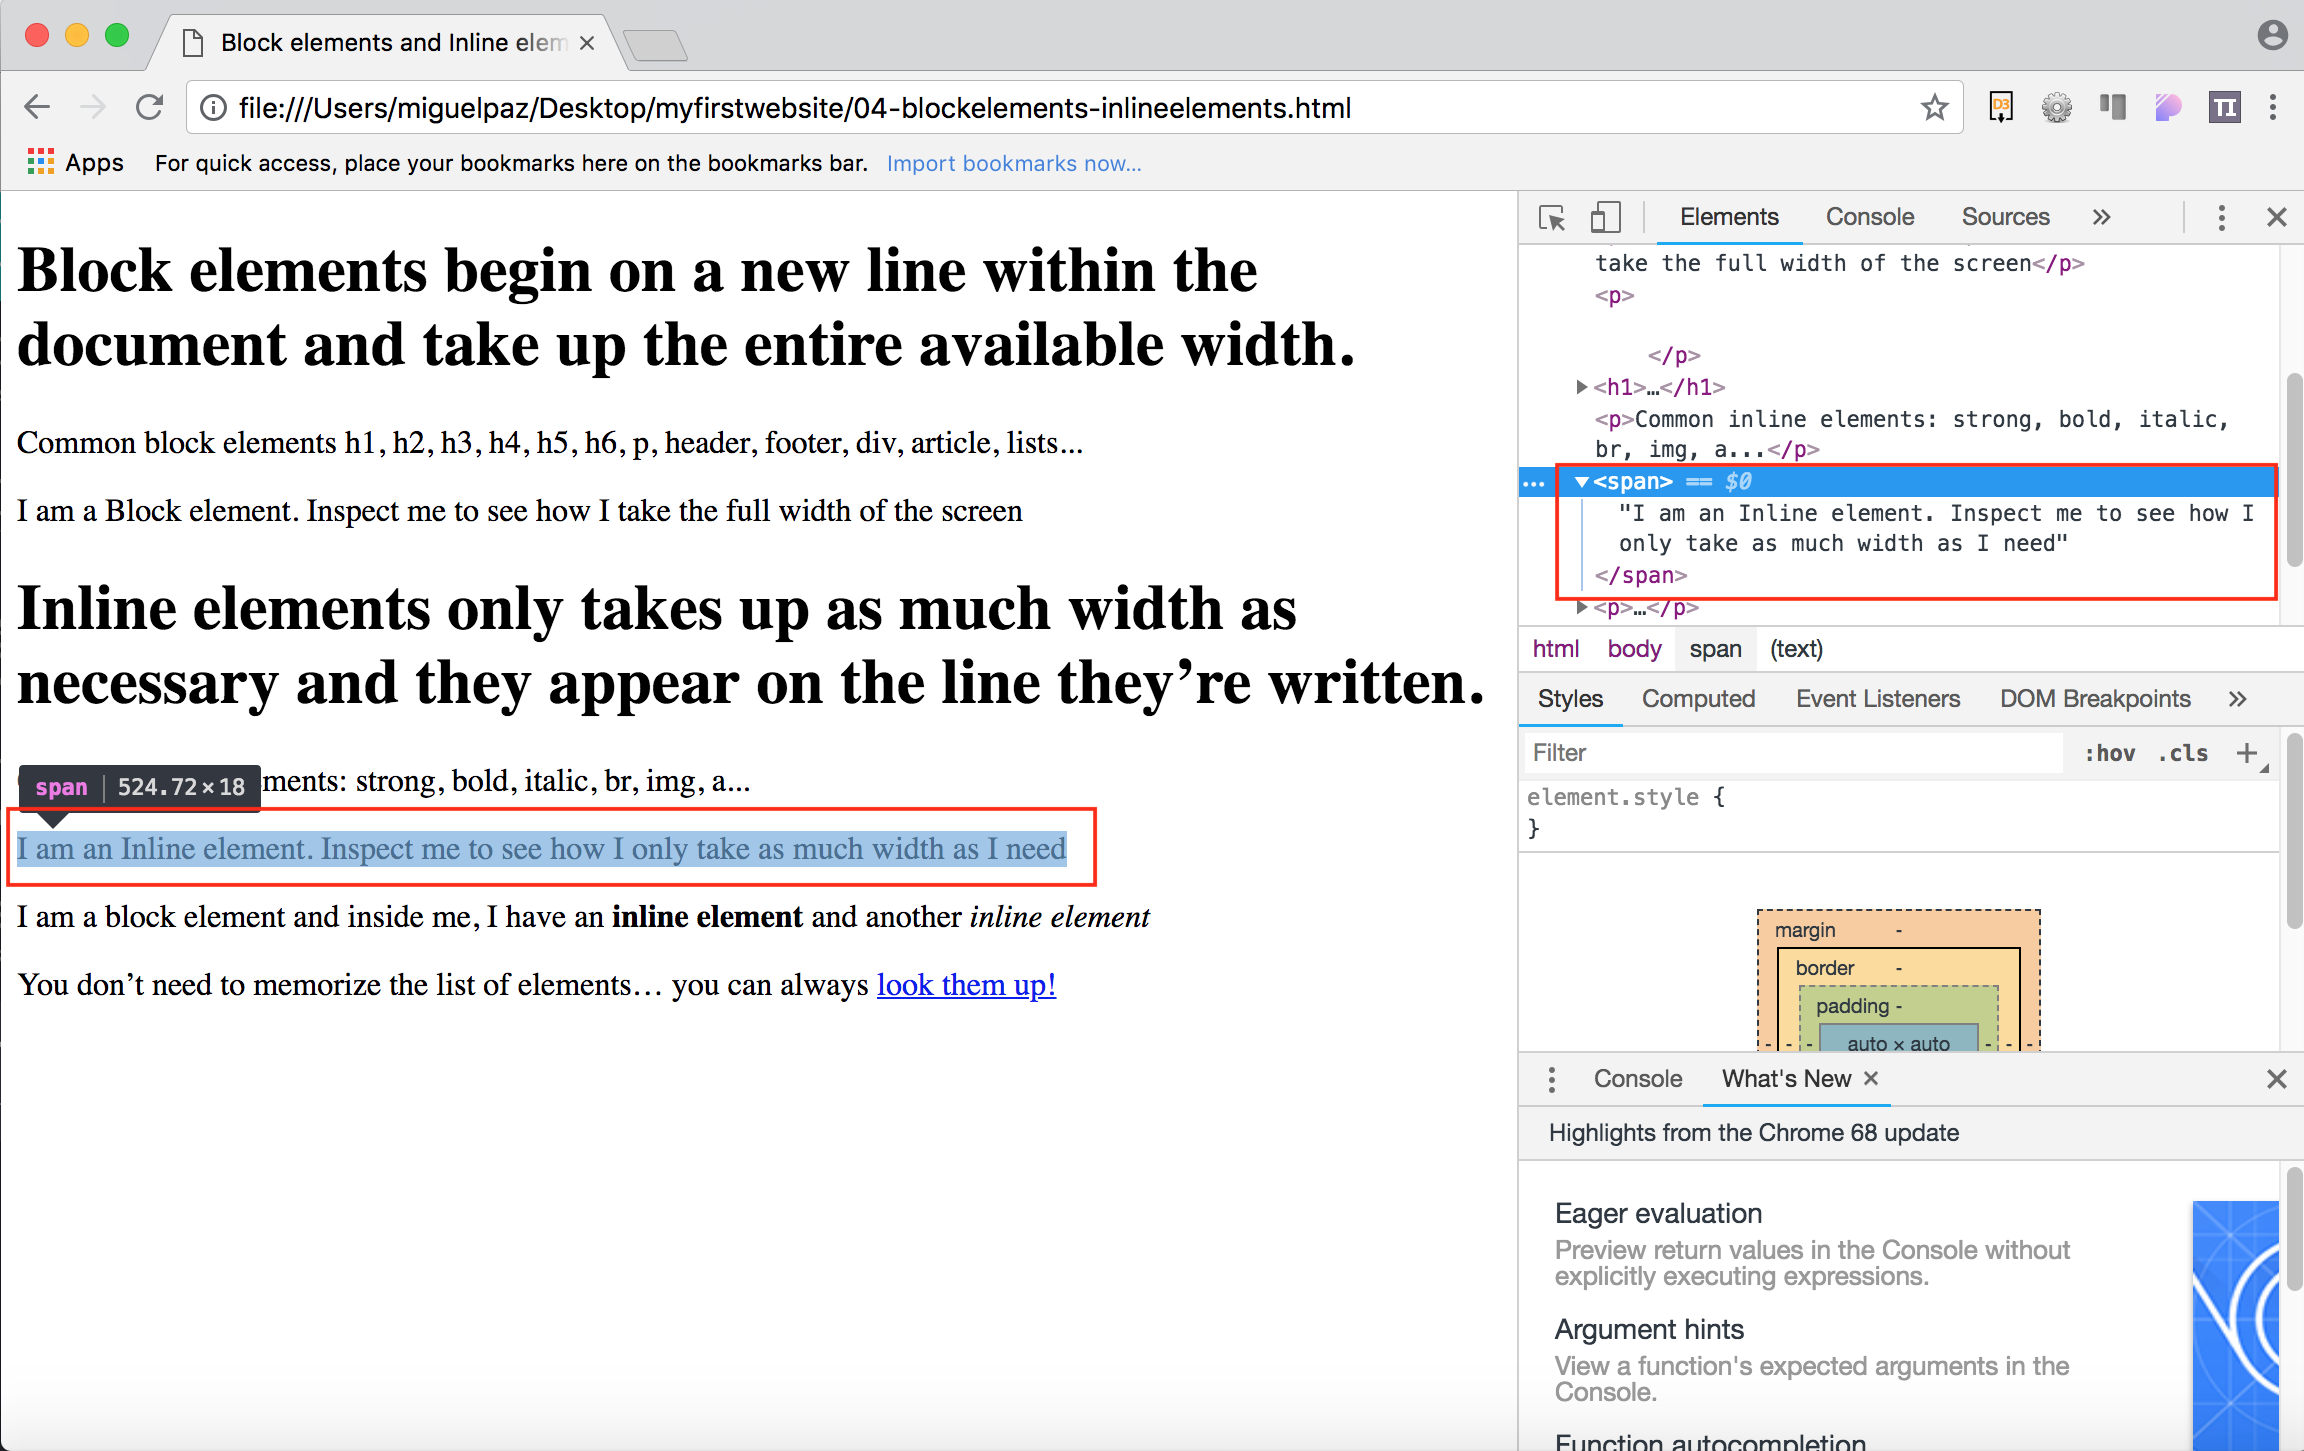 Block elements and Inline elem
file:///Users/miguelpaz/Desktop/myfirstwebsite/04-blockelements-inlineelements.html
D3
TI
Apps For quick access, place your bookmarks here on the bookmarks bar. Import bookmarks now...
Block elements begin on a new line within the
document and take up the entire available width.
Common block elements h1, h2, h3, h4, h5, h6, p, header, footer, div, article, lists...
I am a Block element. Inspect me to see how I take the full width of the screen
Inline elements only takes up as much width as
necessary and they appear on the line they’re written.
ments: strong, bold, italic, br, img, a...
span 524.72×18
I am an Inline element. Inspect me to see how I only take as much width as I need
I am a block element and inside me, I have an inline element and another inline element
You don’t need to memorize the list of elements… you can always look them up!
Elements Console Sources »
take the full width of the screen</p>
<p>
</p>
▶<h1>…</h1>
<p>Common inline elements: strong, bold, italic,
br, img, a...</p>
… ▼<span> == $0
"I am an Inline element. Inspect me to see how I
only take as much width as I need"
</span>
▶<p>…</p>
html body span (text)
Styles Computed Event Listeners DOM Breakpoints »
Filter :hov .cls +
element.style {
}
margin -
border -
padding -
- - - auto × auto - - -
Console What's New ×
Highlights from the Chrome 68 update
Eager evaluation
Preview return values in the Console without
explicitly executing expressions.
Argument hints
View a function's expected arguments in the
Console.
Function autocompletion